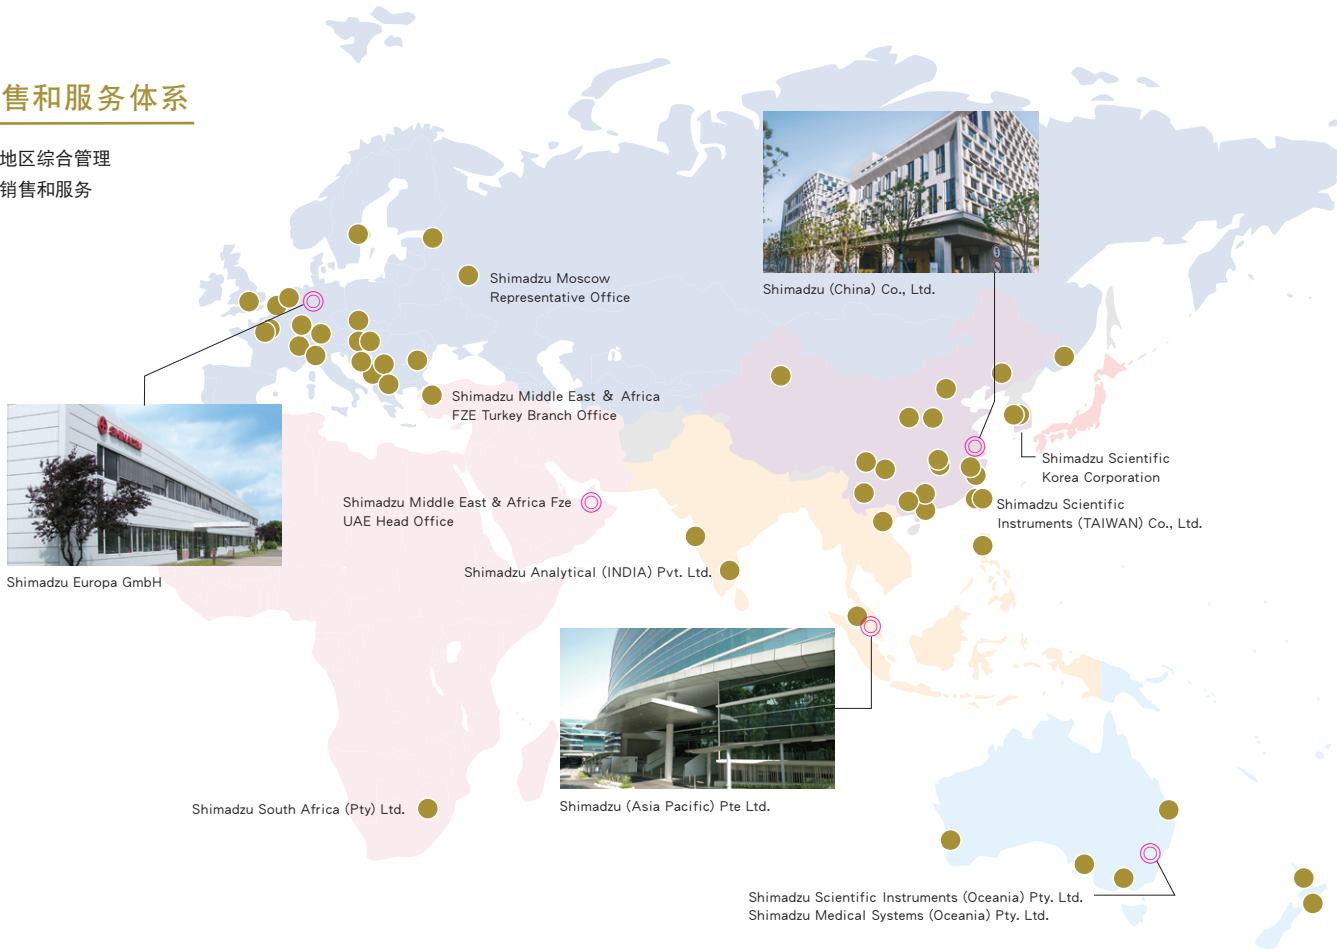 售和服务体系
地区综合管理
销售和服务
Shimadzu Moscow
Representative Office
Shimadzu (China) Co., Ltd.
Shimadzu Middle East & Africa
FZE Turkey Branch Office
SHIMADZU
Shimadzu Scientific
Korea Corporation
Shimadzu Middle East & Africa Fze
UAE Head Office
Shimadzu Scientific
Instruments (TAIWAN) Co., Ltd.
Shimadzu Europa GmbH
Shimadzu Analytical (INDIA) Pvt. Ltd.
Shimadzu South Africa (Pty) Ltd.
Shimadzu (Asia Pacific) Pte Ltd.
Shimadzu Scientific Instruments (Oceania) Pty. Ltd.
Shimadzu Medical Systems (Oceania) Pty. Ltd.